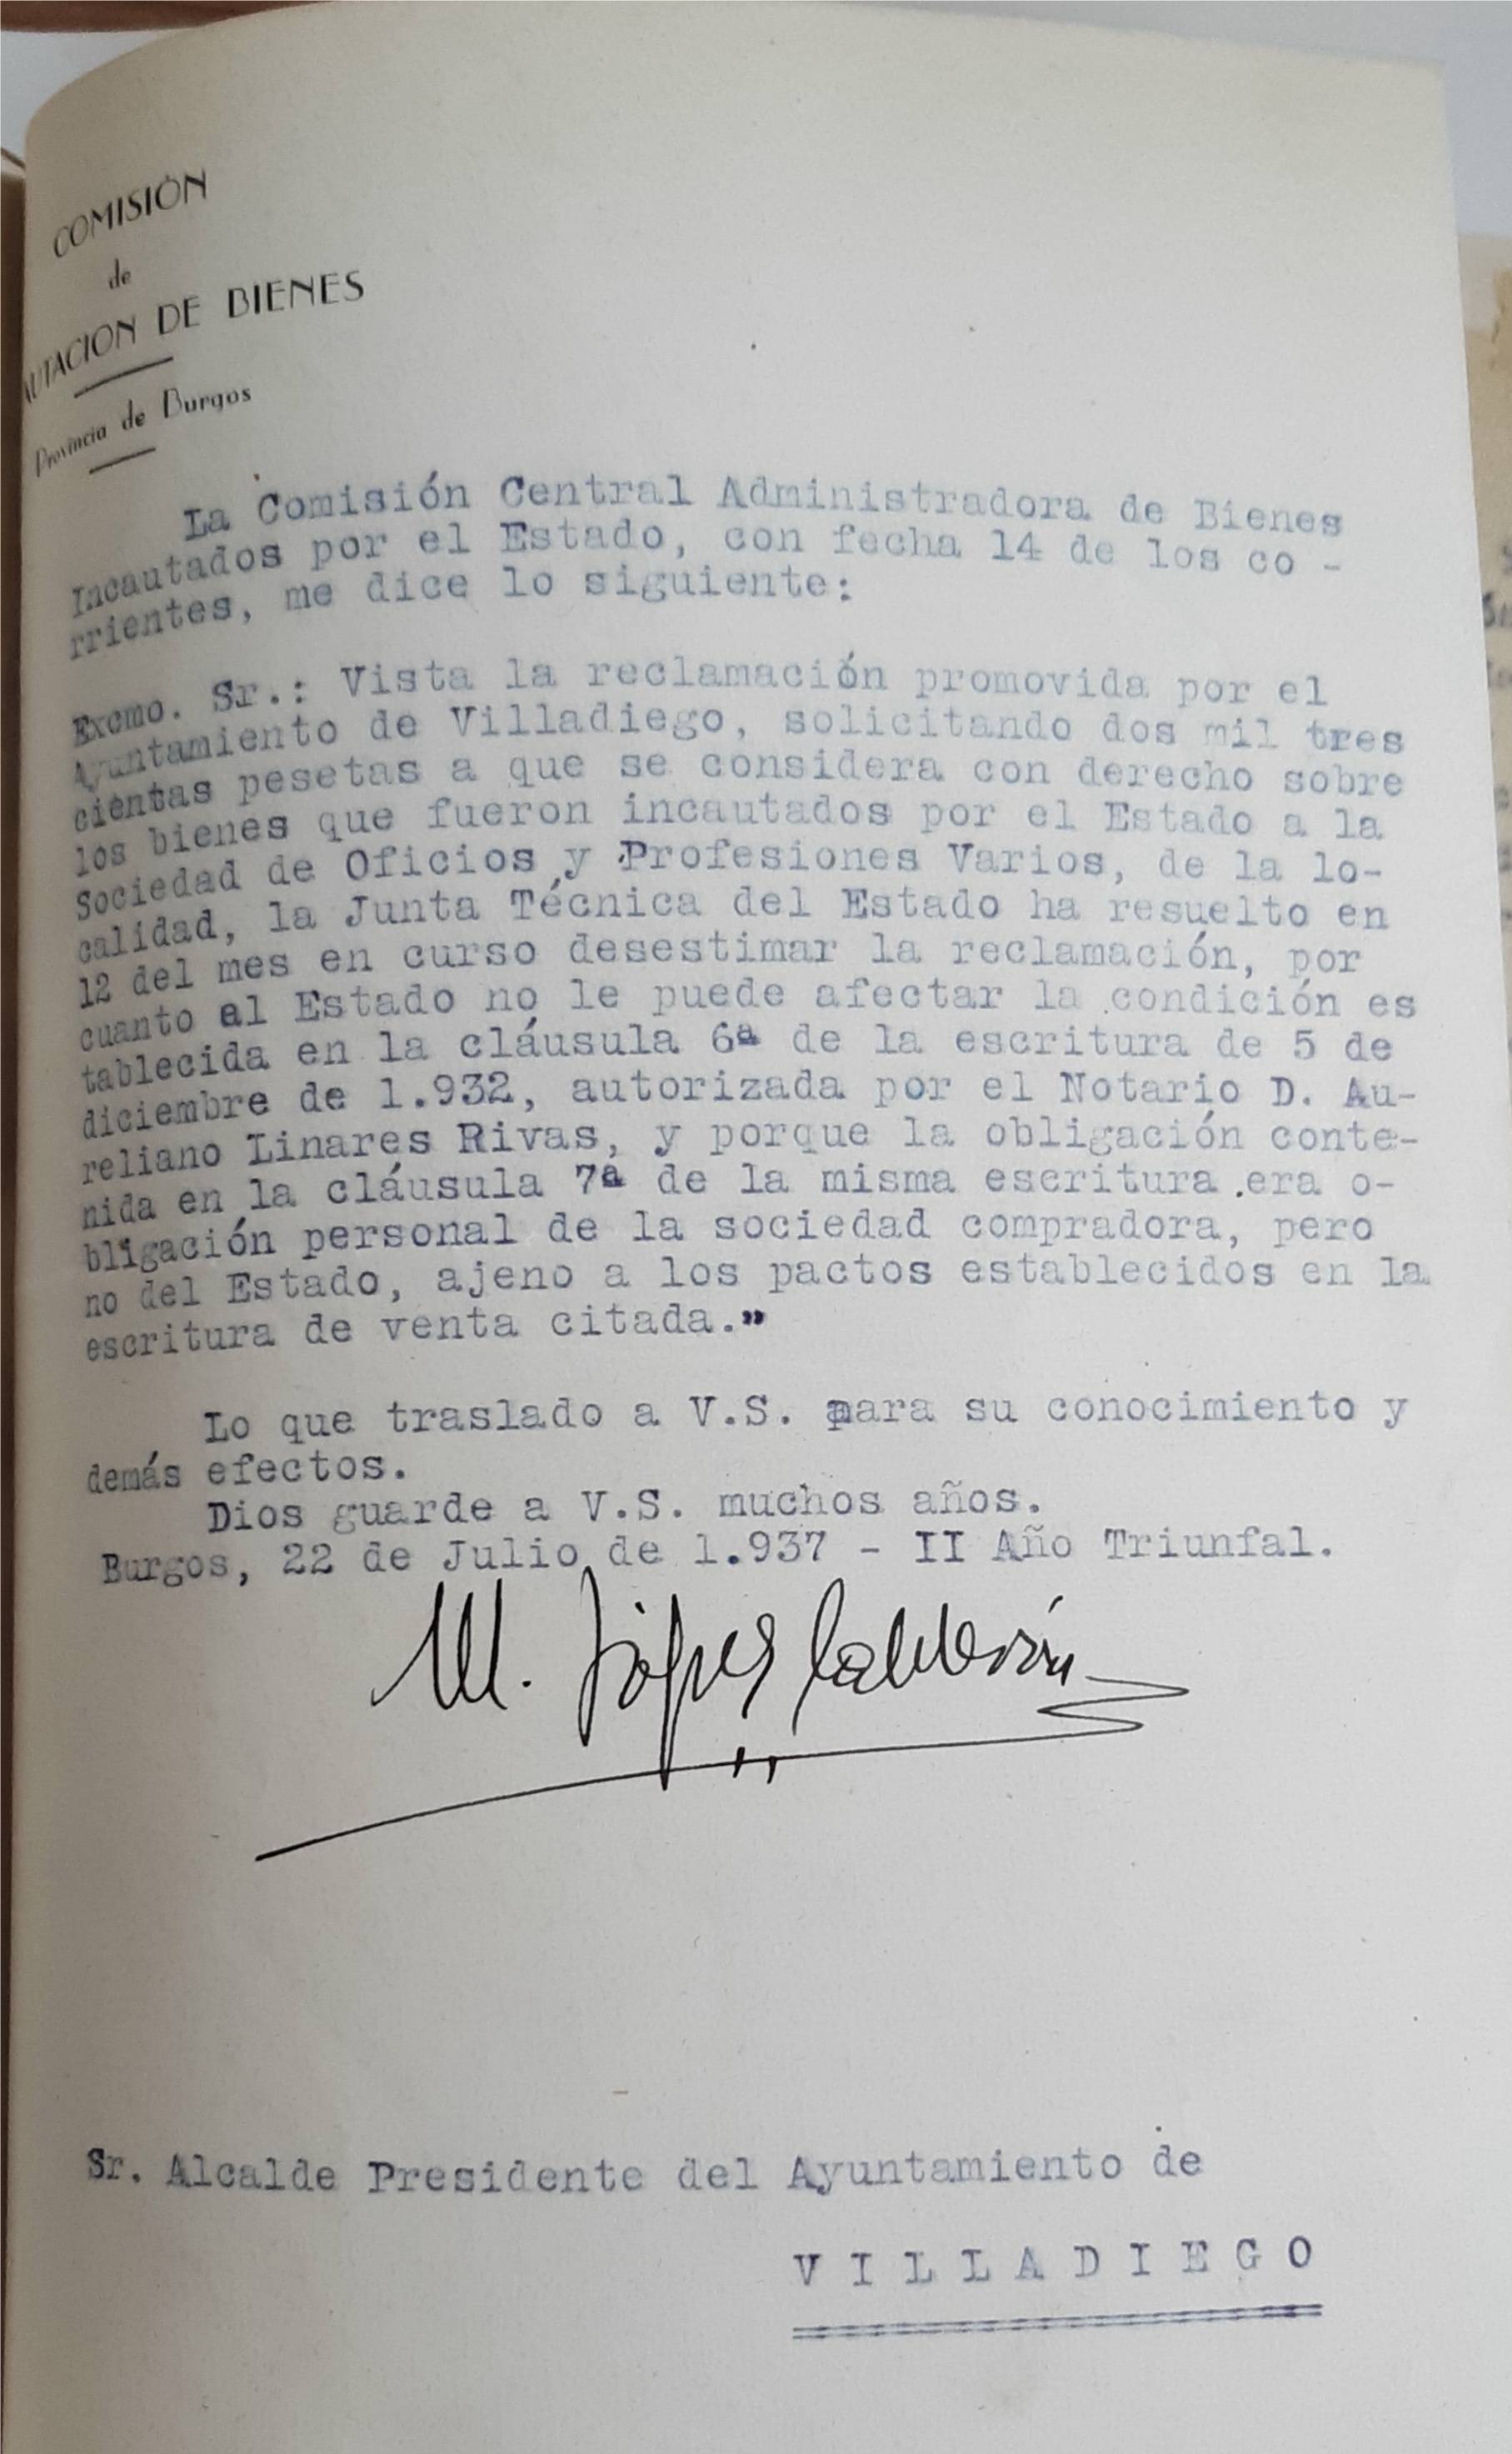 COMISIÓN
de
AUTACION DE BIENES
Provincia de Burgos
La Comisión Central Administradora de Bienes
Incautados por el Estado, con fecha 14 de los co -
rrientes, me dice lo siguiente:
Excmo. Sr.: Vista la reclamación promovida por el
Ayuntamiento de Villadiego, solicitando dos mil tres
cientas pesetas a que se considera con derecho sobre
los bienes que fueron incautados por el Estado a la
Sociedad de Oficios y Profesiones Varios, de la lo-
calidad, la Junta Técnica del Estado ha resuelto en
12 del mes en curso desestimar la reclamación, por
cuanto al Estado no le puede afectar la condición es
tablecida en la cláusula 6ª de la escritura de 5 de
diciembre de 1.932, autorizada por el Notario D. Au-
reliano Linares Rivas, y porque la obligación conte-
nida en la cláusula 7ª de la misma escritura era o-
bligación personal de la sociedad compradora, pero
no del Estado, ajeno a los pactos establecidos en la
escritura de venta citada.”
Lo que traslado a V.S. para su conocimiento y
demás efectos.
Dios guarde a V.S. muchos años.
Burgos, 22 de Julio de 1.937 - II Año Triunfal.
M. López Calderón
Sr. Alcalde Presidente del Ayuntamiento de
VILLADIEGO